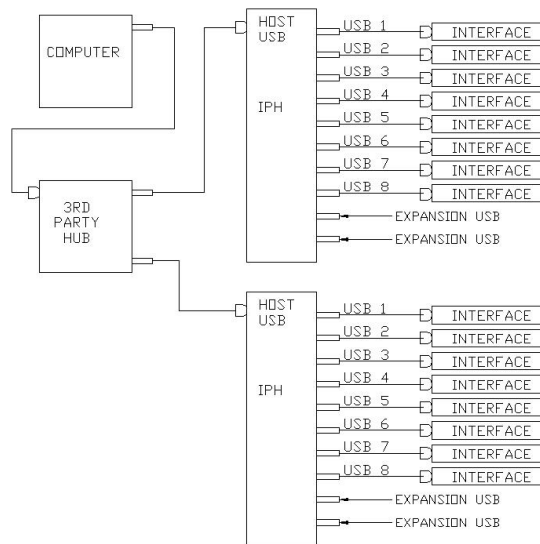 COMPUTER
3RD
PARTY
HUB
HOST
USB
IPH
USB 1 INTERFACE
USB 2 INTERFACE
USB 3 INTERFACE
USB 4 INTERFACE
USB 5 INTERFACE
USB 6 INTERFACE
USB 7 INTERFACE
USB 8 INTERFACE
EXPANSION USB
EXPANSION USB
HOST
USB
IPH
USB 1 INTERFACE
USB 2 INTERFACE
USB 3 INTERFACE
USB 4 INTERFACE
USB 5 INTERFACE
USB 6 INTERFACE
USB 7 INTERFACE
USB 8 INTERFACE
EXPANSION USB
EXPANSION USB